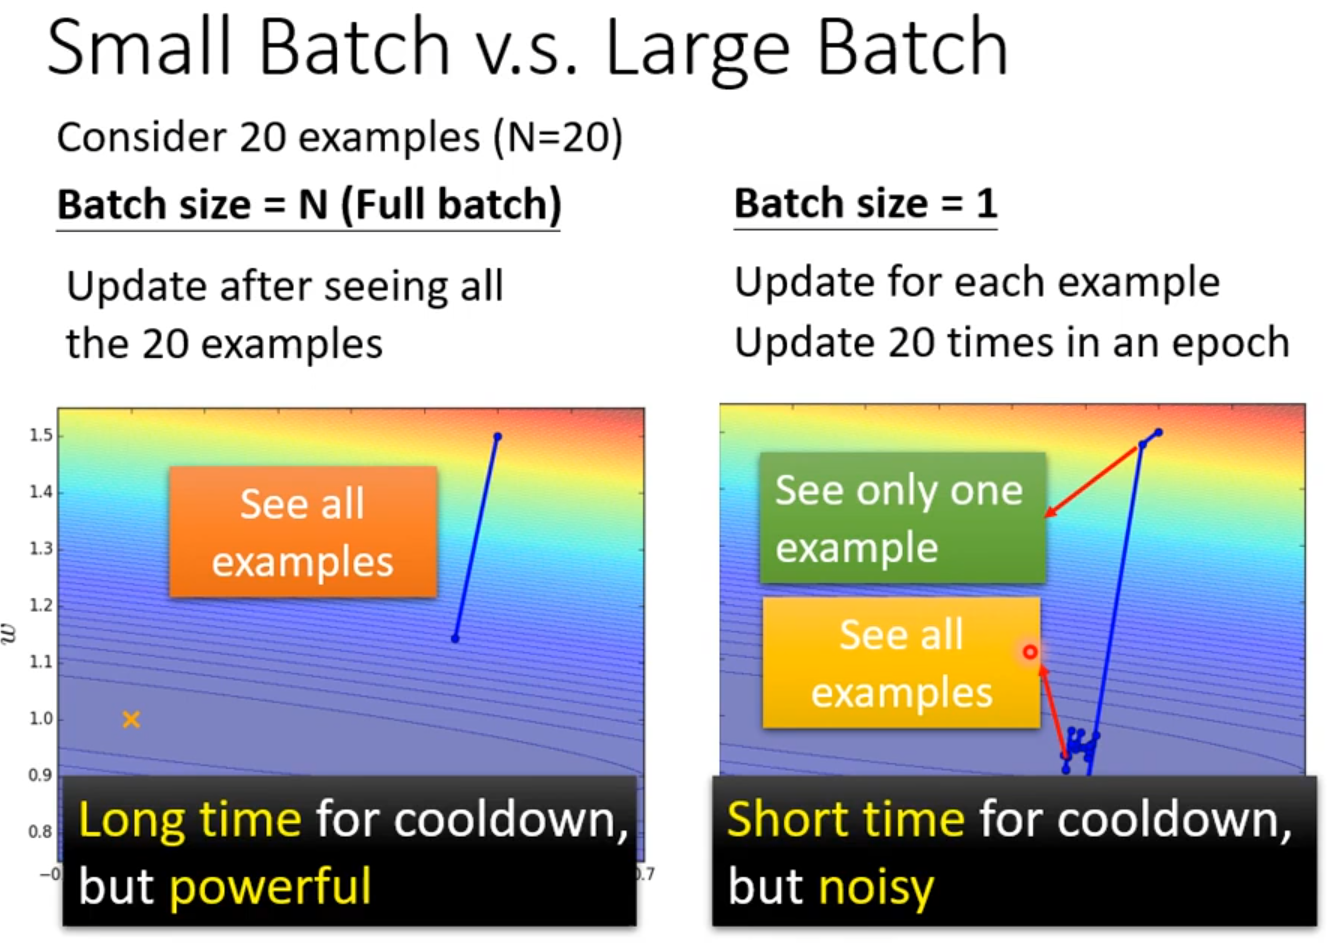 Small Batch v.s. Large Batch
Consider 20 examples (N=20)
Batch size = N (Full batch)
Update after seeing all
the 20 examples
Batch size = 1
Update for each example
Update 20 times in an epoch
1.5
1.4
1.3
1.2
1.1
1.0
0.9
0.8
w
See all
examples
−0
0.7
Long time for cooldown,
but powerful
See only one
example
See all
examples
Short time for cooldown,
but noisy